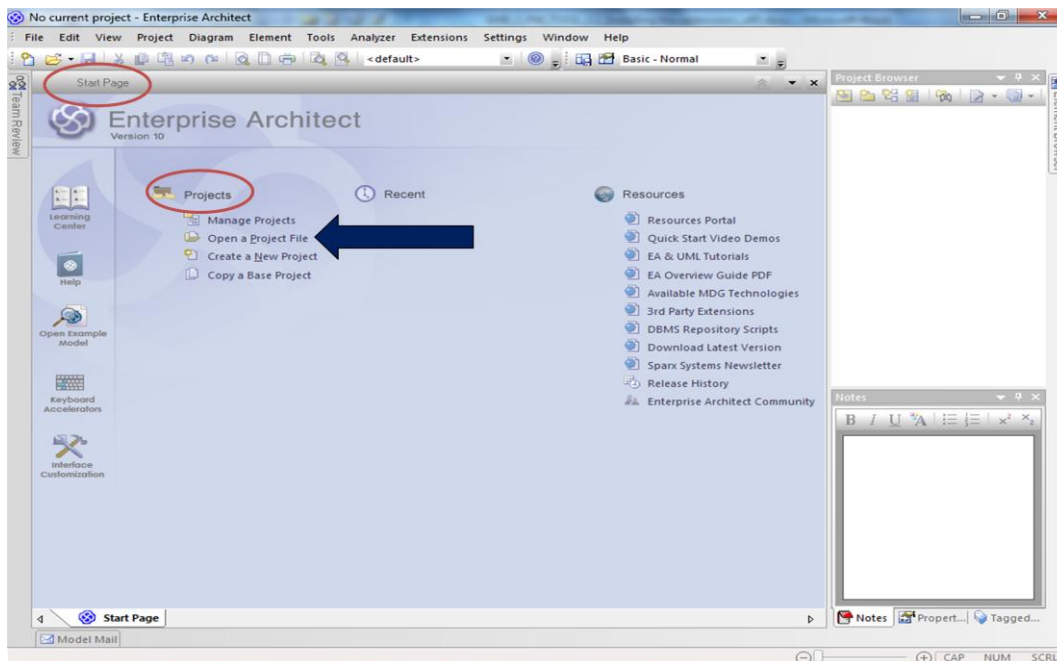 No current project - Enterprise Architect
File Edit View Project Diagram Element Tools Analyzer Extensions Settings Window Help
<default> Basic - Normal
Team Review
Start Page
Project Browser
Enterprise Architect
Version 10
Learning
Center
Help
Open Example
Model
Keyboard
Accelerators
Interface
Customization
Projects
Manage Projects
Open a Project File
Create a New Project
Copy a Base Project
Recent
Resources
Resources Portal
Quick Start Video Demos
EA & UML Tutorials
EA Overview Guide PDF
Available MDG Technologies
3rd Party Extensions
DBMS Repository Scripts
Download Latest Version
Sparx Systems Newsletter
Release History
Enterprise Architect Community
Notes
B I U A x² x₂
Start Page
Notes Propert... Tagged...
Model Mail
CAP NUM SCRL